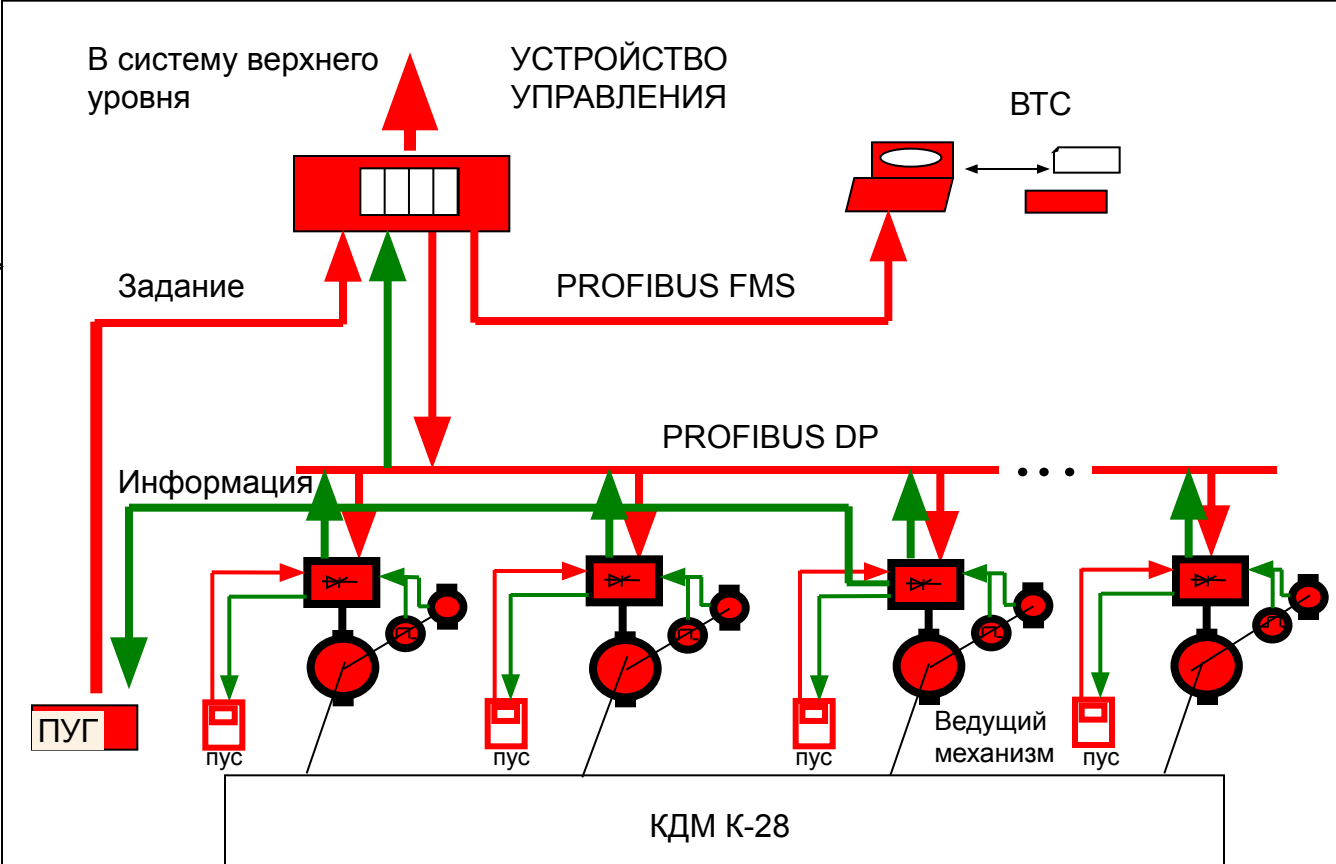 В систему верхнего
уровня
УСТРОЙСТВО
УПРАВЛЕНИЯ
ВТС
Задание
PROFIBUS FMS
PROFIBUS DP
Информация
...
ПУГ
пус
пус
пус
Ведущий
механизм
пус
КДМ К-28